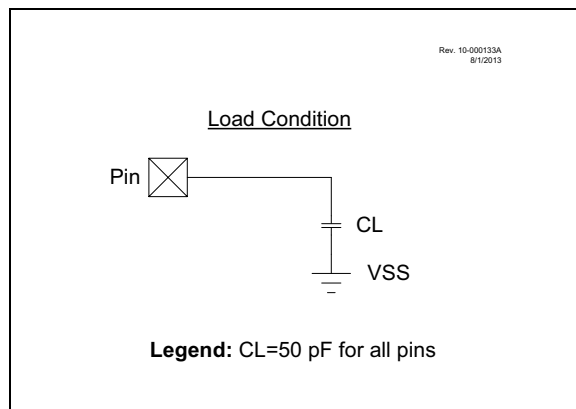 Rev. 10-000133A
8/1/2013
Load Condition
Pin
CL
VSS
Legend: CL=50 pF for all pins